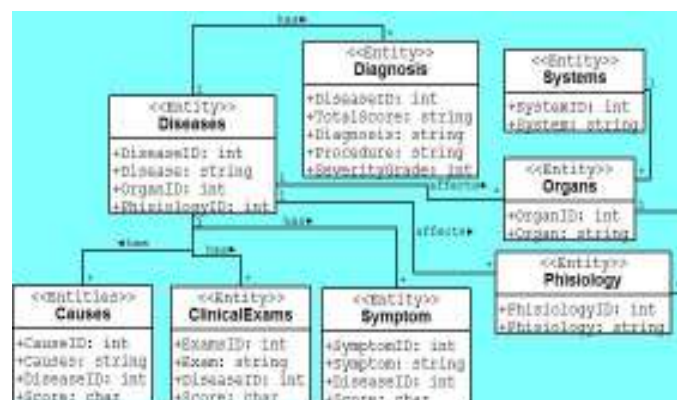 has
<<Entity>>
Diagnosis
+DiseaseID: int
+TotalScore: string
+Diagnosis: string
+Procedure: string
+SeverityGrade: int
<<Entity>>
Systems
+SystemID: int
+System: string
<<Entity>>
Diseases
+DiseaseID: int
+Disease: string
+OrganID: int
+PhisiologyID: int
1
*
affects
<<Entity>>
Organs
+OrganID: int
+Organ: string
has
affects
<<Entity>>
Phisiology
+PhisiologyID: int
+Phisiology: string
has
has
<<Entities>>
Causes
+CauseID: int
+Causes: string
+DiseaseID: int
+Score: char
<<Entity>>
ClinicalExams
+ExamsID: int
+Exam: string
+DiseaseID: int
+Score: char
<<Entity>>
Symptom
+SymptomID: int
+Symptom: string
+DiseaseID: int
+Score: char